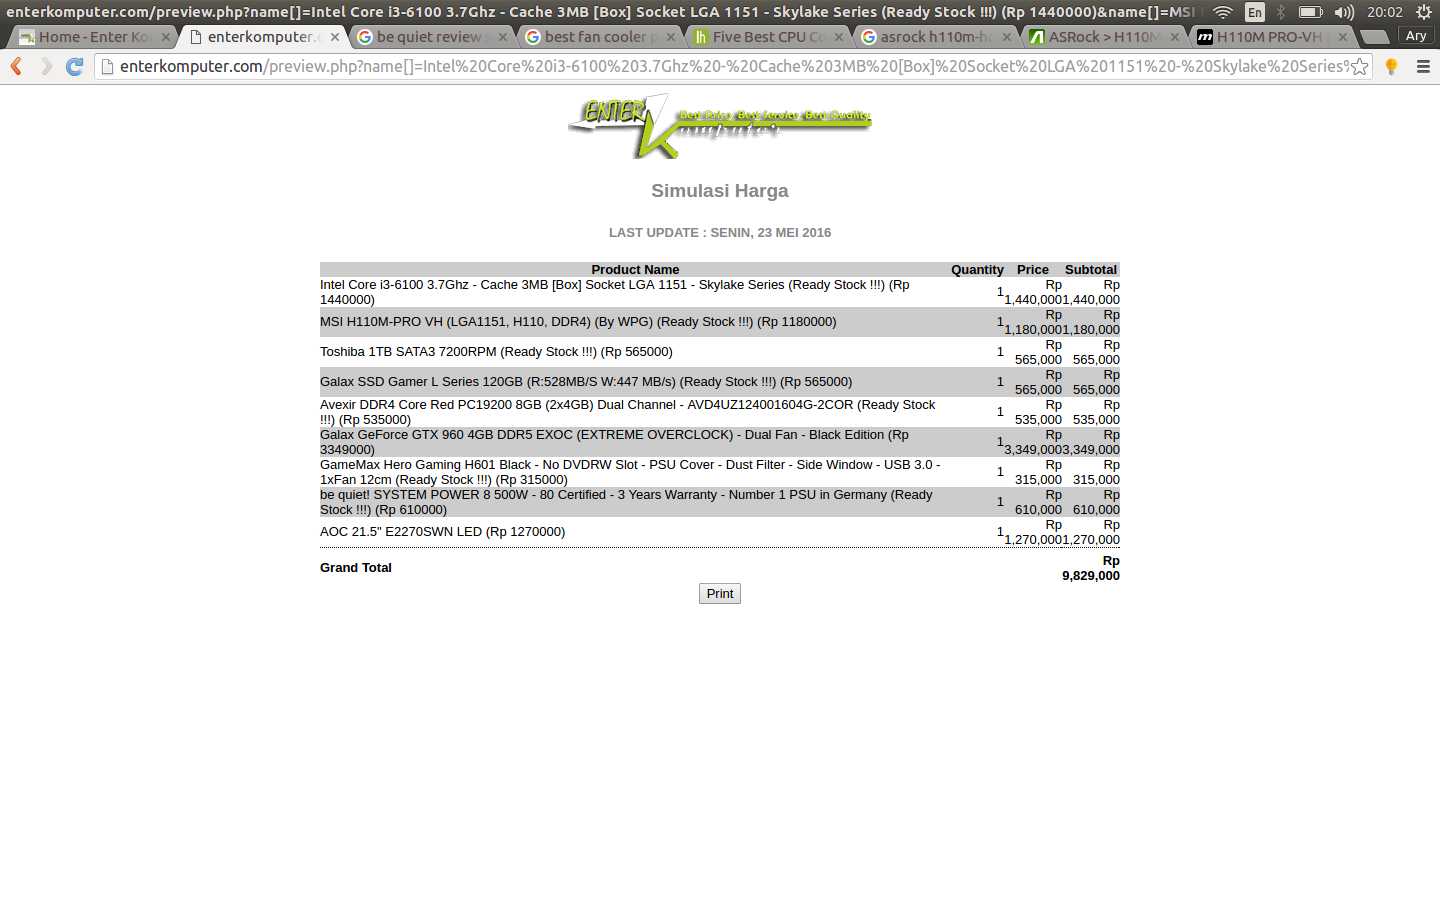 enterkomputer.com/preview.php?name[]=Intel Core i3-6100 3.7Ghz - Cache 3MB [Box] Socket LGA 1151 - Skylake Series (Ready Stock !!!) (Rp 1440000)&name[]=MSI
En 20:02
Home - Enter Ko
enterkomputer.c
be quiet review
best fan cooler
Five Best CPU Co
asrock h110m-h
ASRock > H110M
H110M PRO-VH
Ary
enterkomputer.com/preview.php?name[]=Intel%20Core%20i3-6100%203.7Ghz%20-%20Cache%203MB%20[Box]%20Socket%20LGA%201151%20-%20Skylake%20Series%
ENTER Komputer
Best Price, Best Service, Best Quality
Simulasi Harga
LAST UPDATE : SENIN, 23 MEI 2016
Product Name Quantity Price Subtotal
Intel Core i3-6100 3.7Ghz - Cache 3MB [Box] Socket LGA 1151 - Skylake Series (Ready Stock !!!) (Rp
1440000) 1 Rp 1,440,000 Rp 1,440,000
MSI H110M-PRO VH (LGA1151, H110, DDR4) (By WPG) (Ready Stock !!!) (Rp 1180000) 1 Rp 1,180,000 Rp 1,180,000
Toshiba 1TB SATA3 7200RPM (Ready Stock !!!) (Rp 565000) 1 Rp 565,000 Rp 565,000
Galax SSD Gamer L Series 120GB (R:528MB/S W:447 MB/s) (Ready Stock !!!) (Rp 565000) 1 Rp 565,000 Rp 565,000
Avexir DDR4 Core Red PC19200 8GB (2x4GB) Dual Channel - AVD4UZ124001604G-2COR (Ready Stock
!!!) (Rp 535000) 1 Rp 535,000 Rp 535,000
Galax GeForce GTX 960 4GB DDR5 EXOC (EXTREME OVERCLOCK) - Dual Fan - Black Edition (Rp
3349000) 1 Rp 3,349,000 Rp 3,349,000
GameMax Hero Gaming H601 Black - No DVDRW Slot - PSU Cover - Dust Filter - Side Window - USB 3.0 -
1xFan 12cm (Ready Stock !!!) (Rp 315000) 1 Rp 315,000 Rp 315,000
be quiet! SYSTEM POWER 8 500W - 80 Certified - 3 Years Warranty - Number 1 PSU in Germany (Ready
Stock !!!) (Rp 610000) 1 Rp 610,000 Rp 610,000
AOC 21.5" E2270SWN LED (Rp 1270000) 1 Rp 1,270,000 Rp 1,270,000
Grand Total Rp 9,829,000
Print